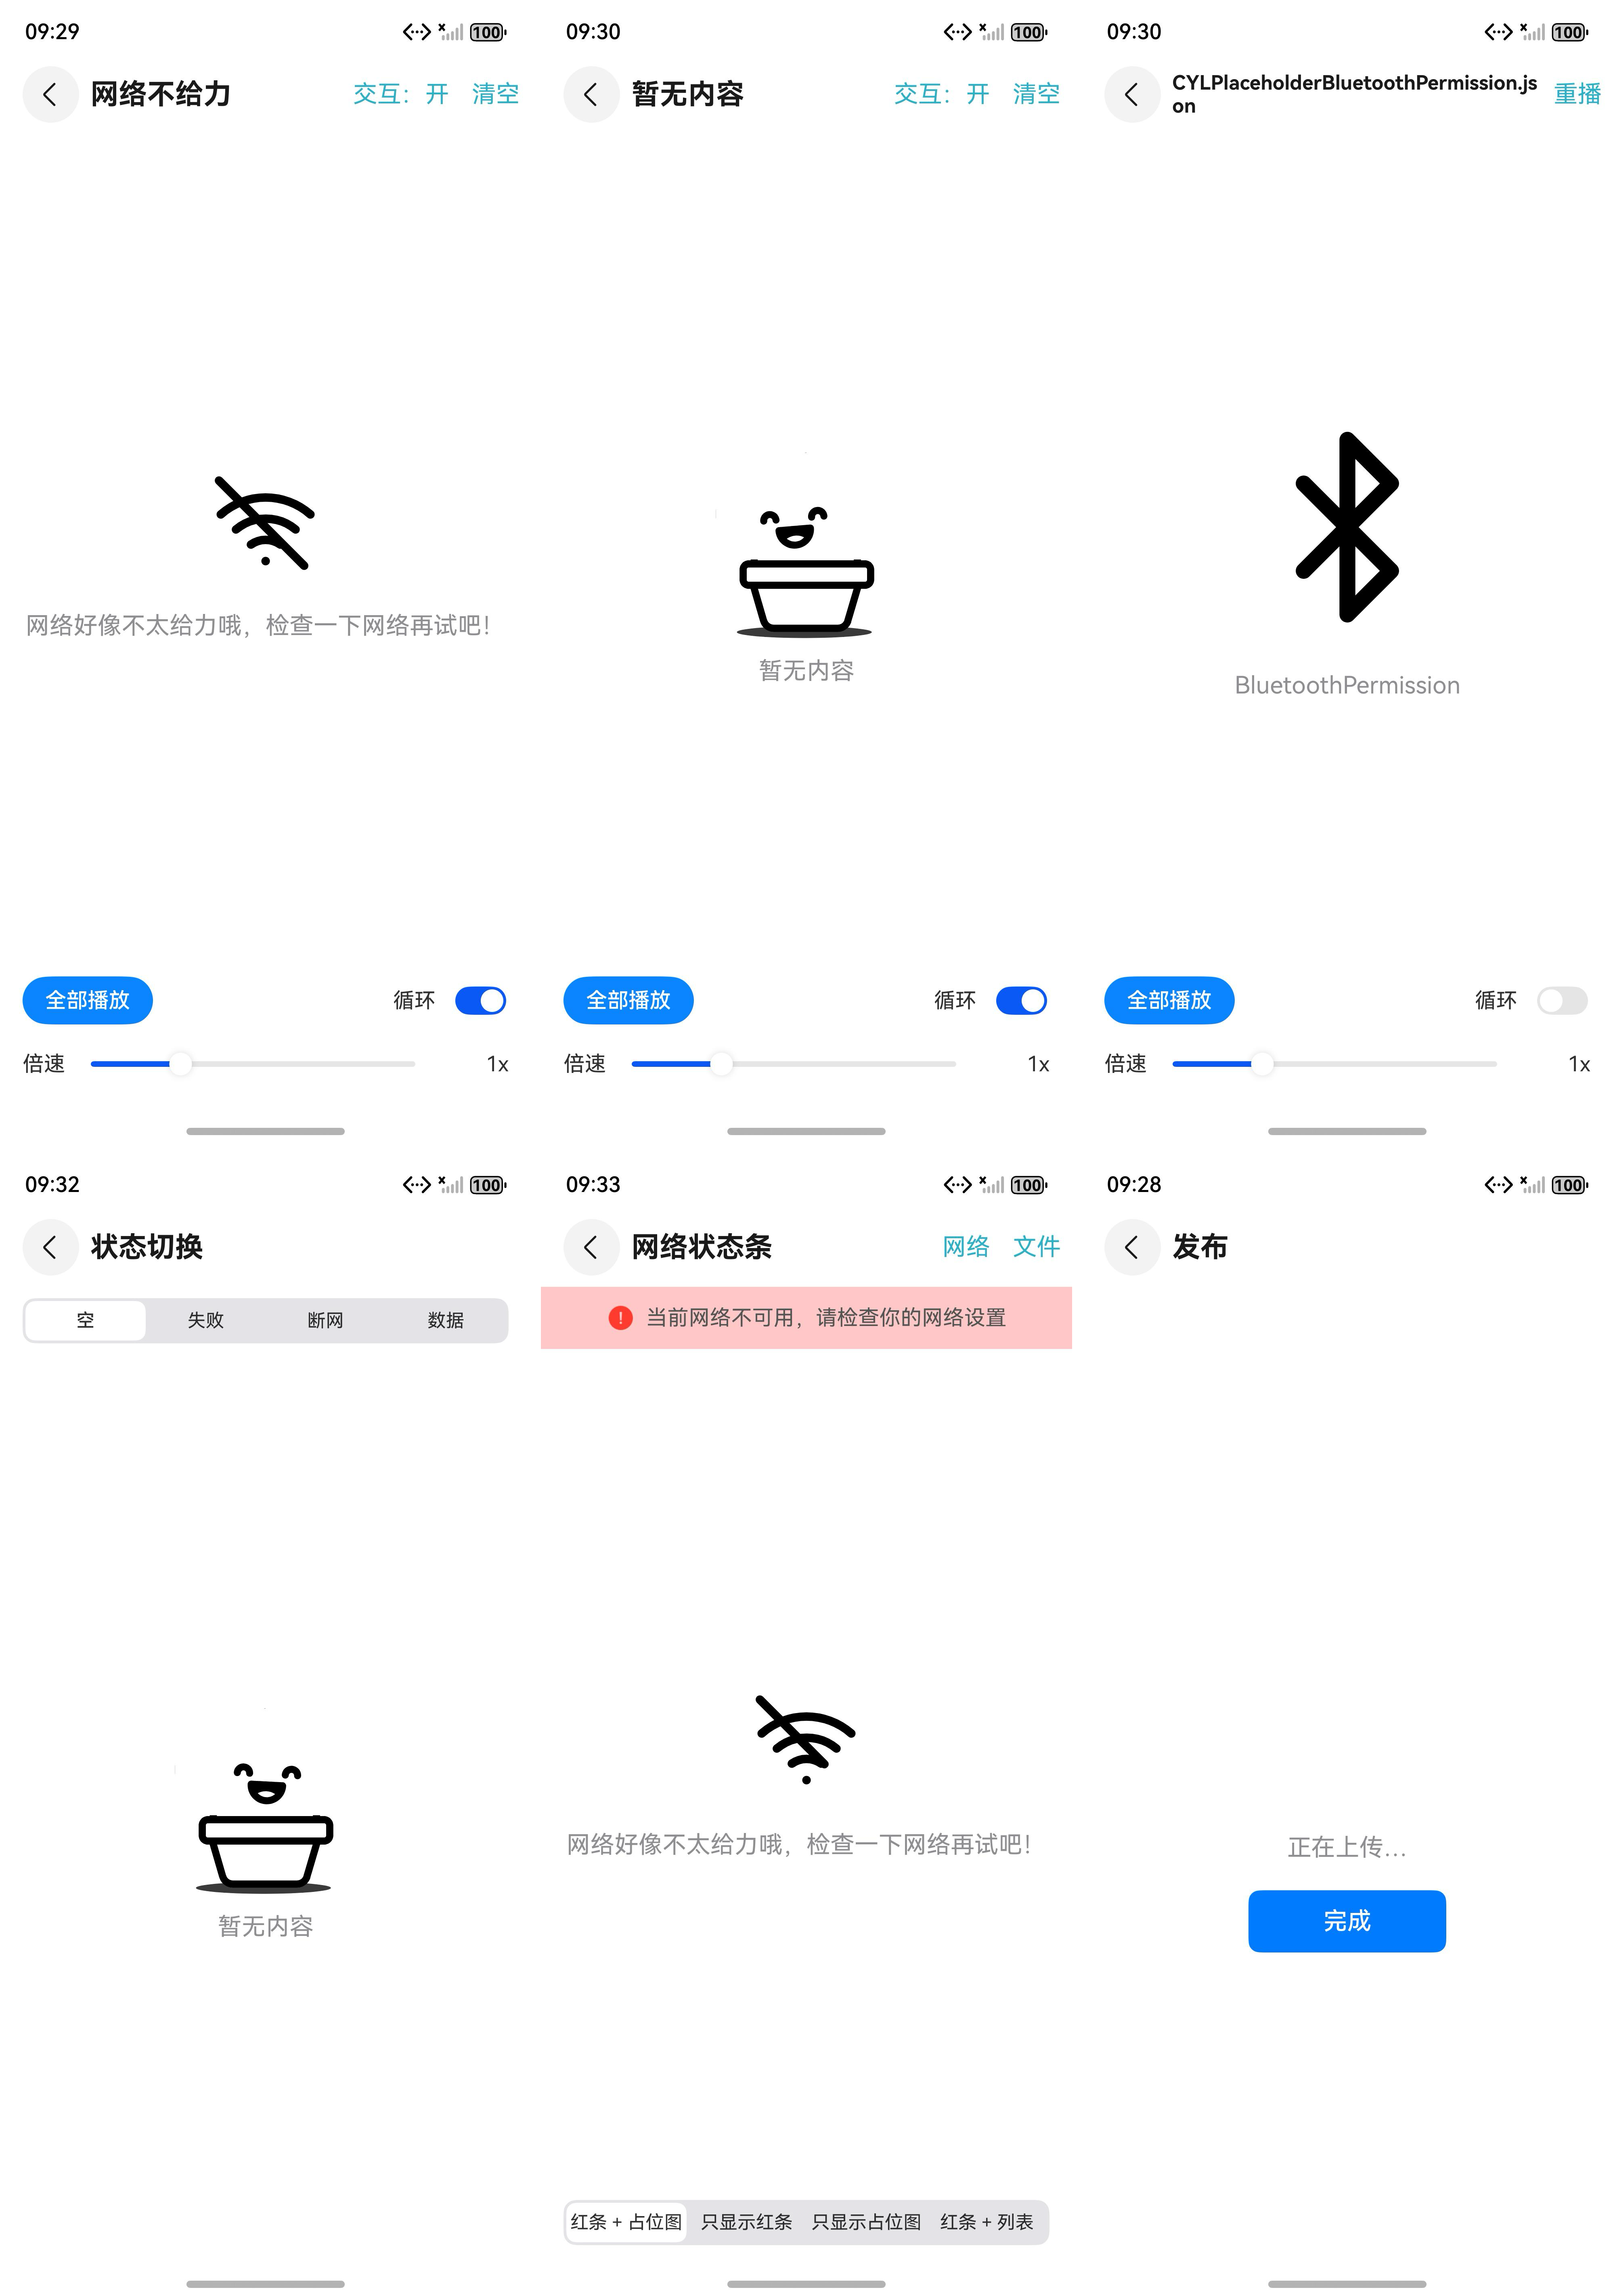 09:29
100
网络不给力
交互：开 清空
网络好像不太给力哦，检查一下网络再试吧！
全部播放
循环
倍速
1x
09:30
100
暂无内容
交互：开 清空
暂无内容
全部播放
循环
倍速
1x
09:30
100
CYLPlaceholderBluetoothPermission.js
on
重播
BluetoothPermission
全部播放
循环
倍速
1x
09:32
100
状态切换
空 失败 断网 数据
暂无内容
09:33
100
网络状态条
网络 文件
当前网络不可用，请检查你的网络设置
网络好像不太给力哦，检查一下网络再试吧！
红条 + 占位图 只显示红条 只显示占位图 红条 + 列表
09:28
100
发布
正在上传...
完成